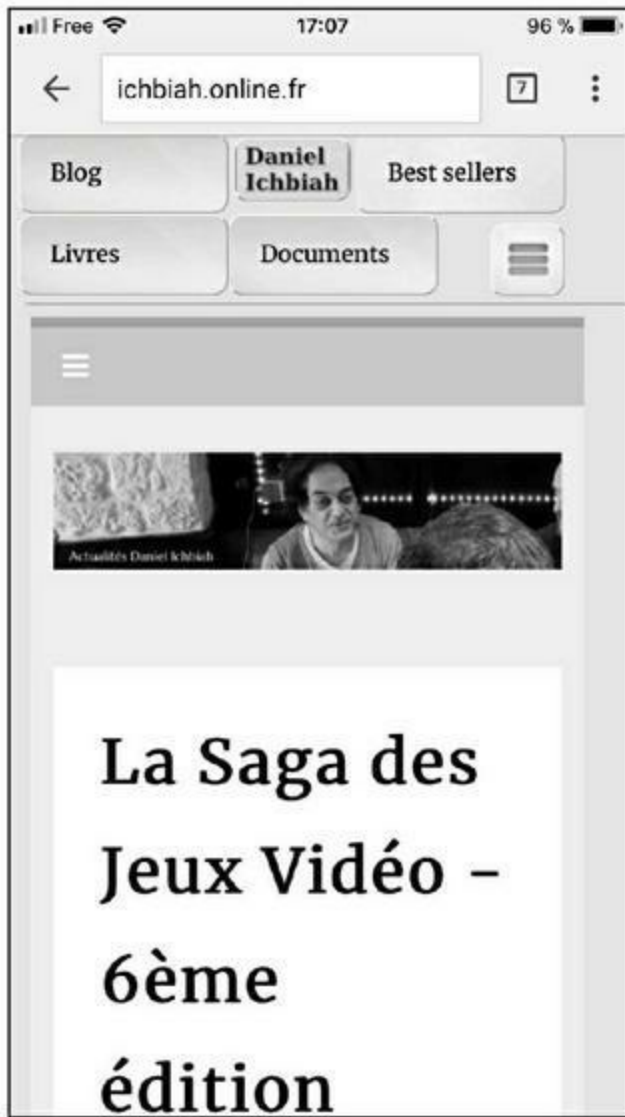 Free 17:07 96 %
ichbiah.online.fr 7
Blog Daniel Ichbiah Best sellers
Livres Documents
Actualités Daniel Ichbiah
La Saga des
Jeux Vidéo -
6ème
édition